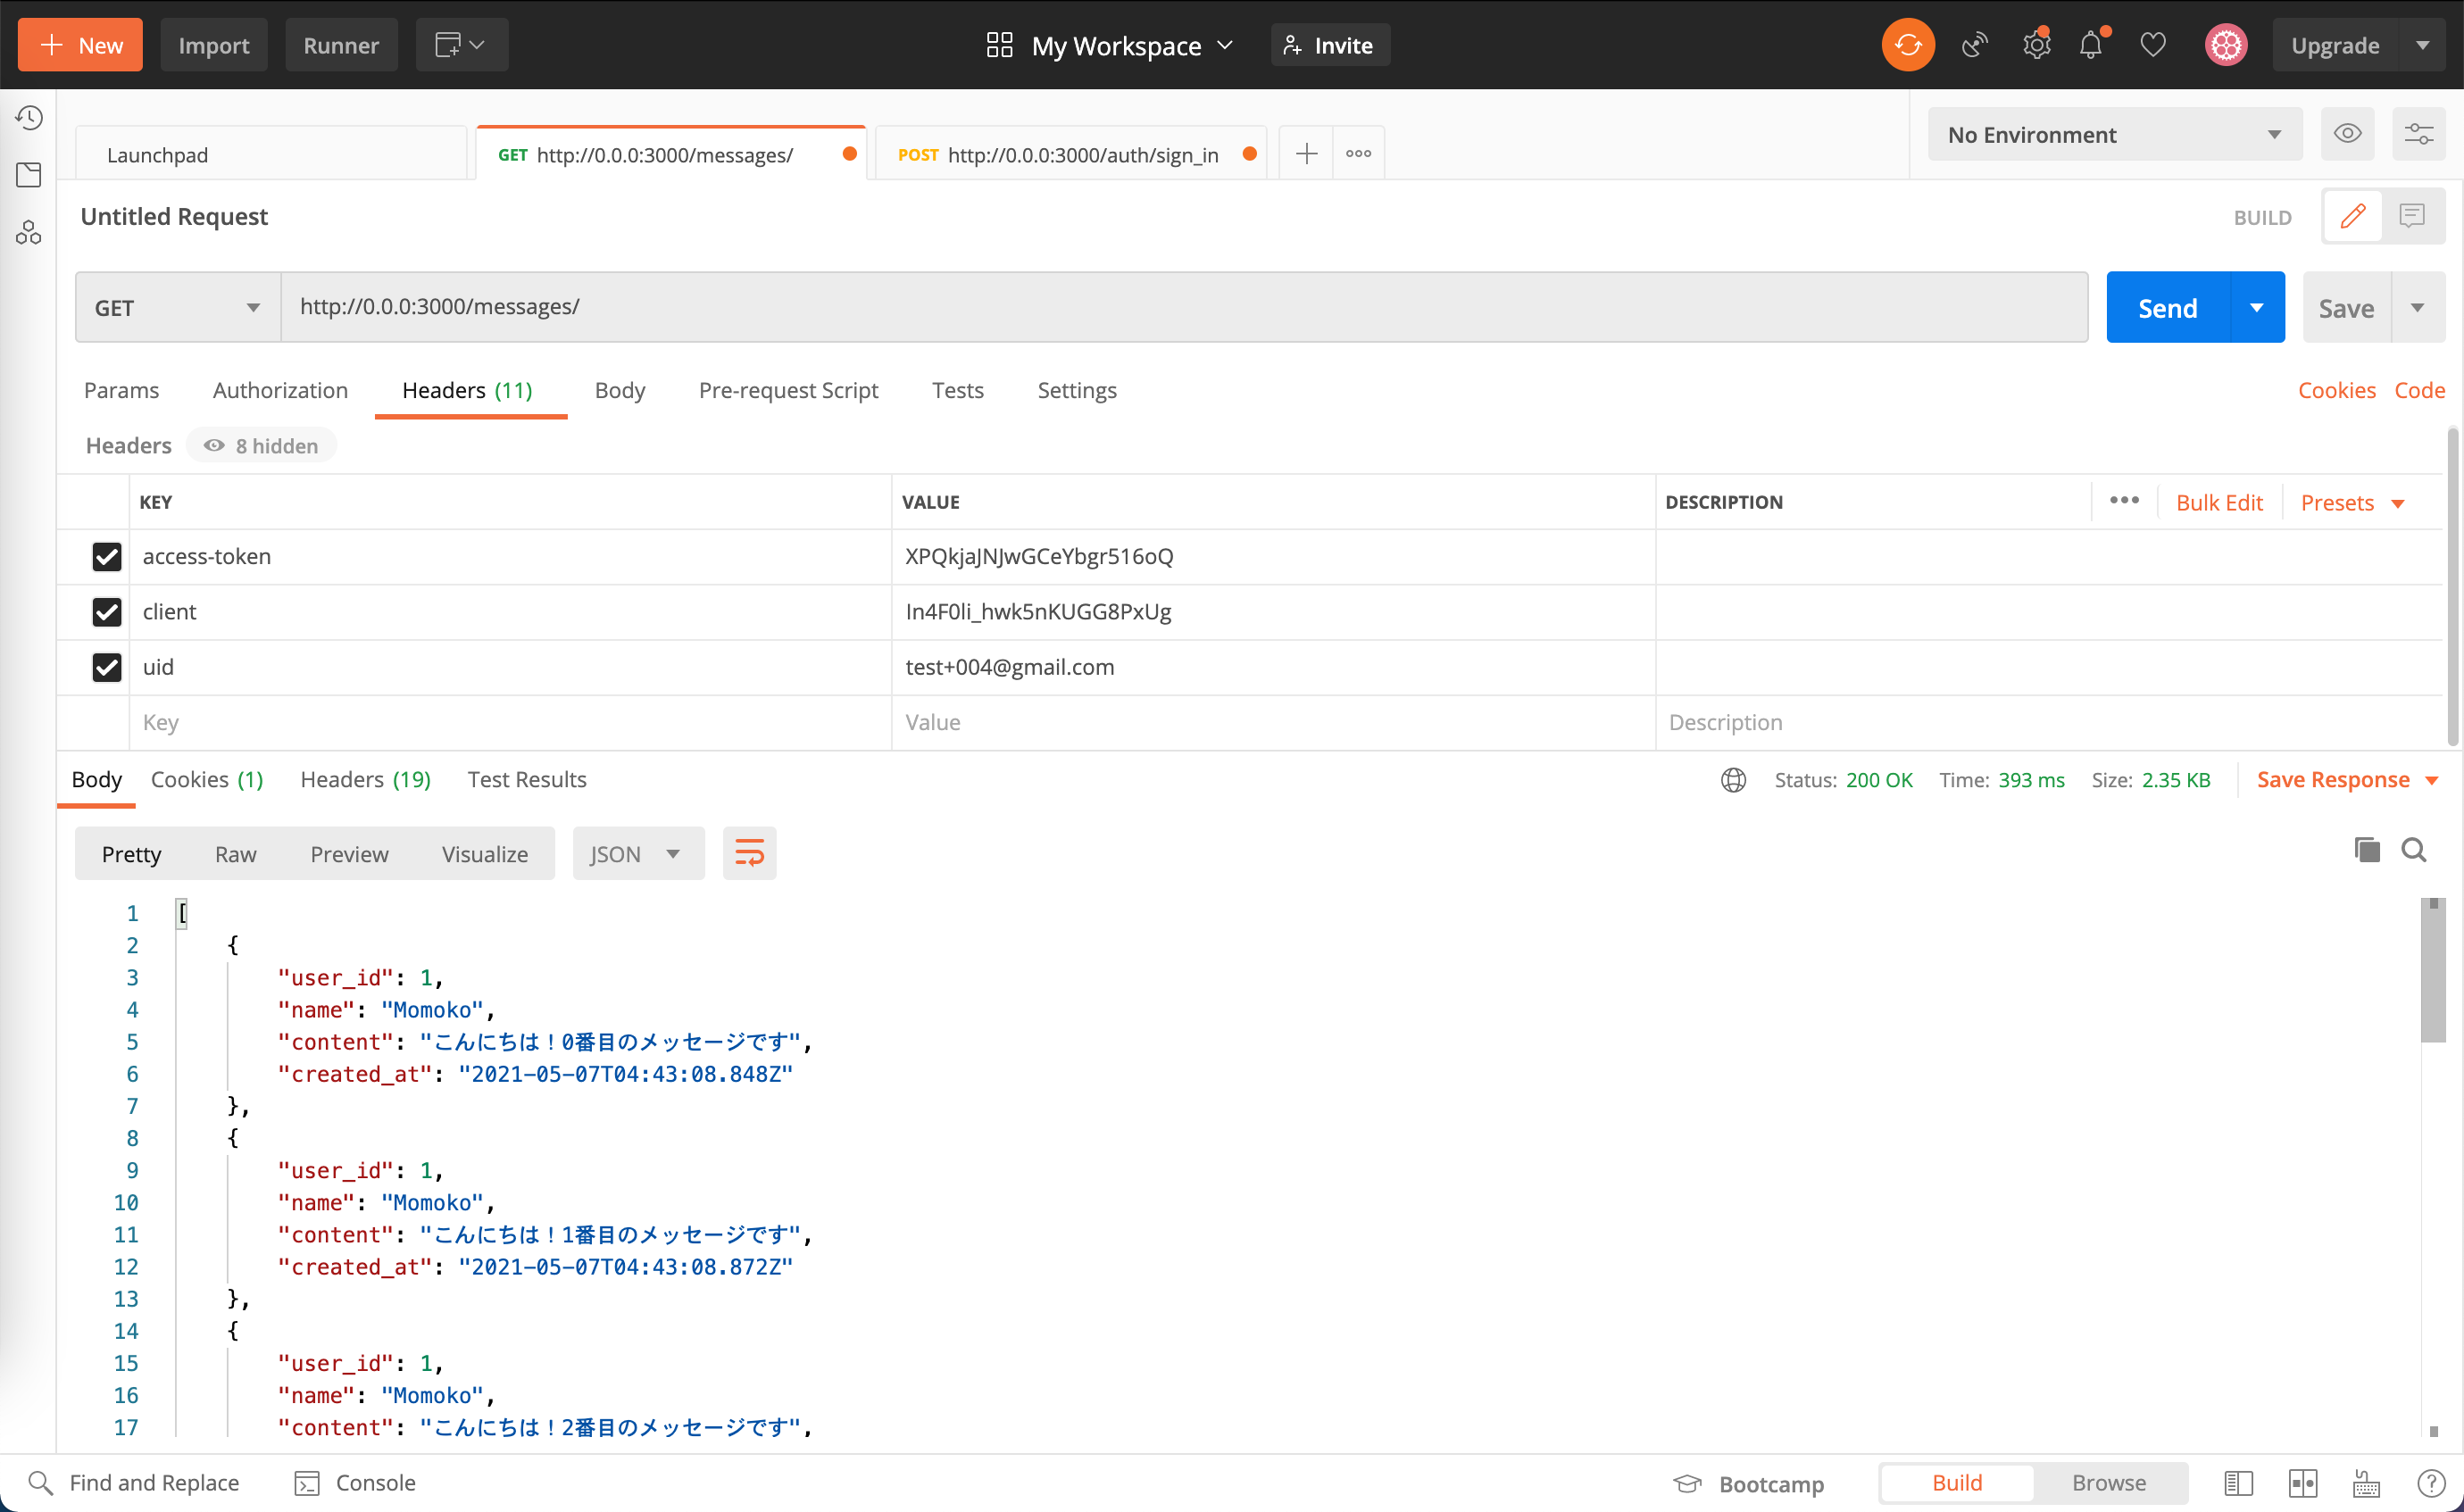 New
Import
Runner
My Workspace
Invite
Upgrade
Launchpad
GET http://0.0.0:3000/messages/
POST http://0.0.0:3000/auth/sign_in
No Environment
Untitled Request
BUILD
GET
http://0.0.0:3000/messages/
Send
Save
Params
Authorization
Headers (11)
Body
Pre-request Script
Tests
Settings
Cookies
Code
Headers
8 hidden
KEY
VALUE
DESCRIPTION
Bulk Edit
Presets
access-token
XPQkjaJNJwGCeYbgr516oQ
client
In4F0li_hwk5nKUGG8PxUg
uid
test+004@gmail.com
Key
Value
Description
Body
Cookies (1)
Headers (19)
Test Results
Status: 200 OK
Time: 393 ms
Size: 2.35 KB
Save Response
Pretty
Raw
Preview
Visualize
JSON
1 [
2 {
3 "user_id": 1,
4 "name": "Momoko",
5 "content": "こんにちは！0番目のメッセージです",
6 "created_at": "2021-05-07T04:43:08.848Z"
7 },
8 {
9 "user_id": 1,
10 "name": "Momoko",
11 "content": "こんにちは！1番目のメッセージです",
12 "created_at": "2021-05-07T04:43:08.872Z"
13 },
14 {
15 "user_id": 1,
16 "name": "Momoko",
17 "content": "こんにちは！2番目のメッセージです",
Find and Replace
Console
Bootcamp
Build
Browse